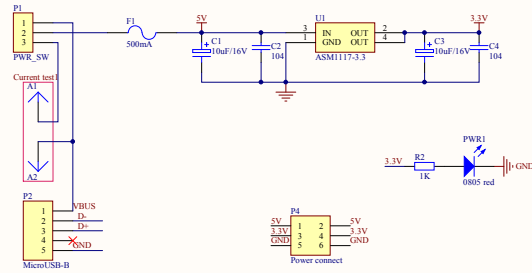 P1
1
2
3
PWR_SW
F1
500mA
5V
C1
10uF/16V
C2
104
U1
3 IN OUT 2
1 GND OUT 4
ASM1117-3.3
3.3V
C3
10uF/16V
C4
104
Current test1
A1
A2
P2
1 VBUS
2 D-
3 D+
4
5 GND
MicroUSB-B
P4
5V 1 2 5V
3.3V 3 4 3.3V
GND 5 6 GND
Power connect
3.3V
R2
1K
PWR1
0805 red
GND